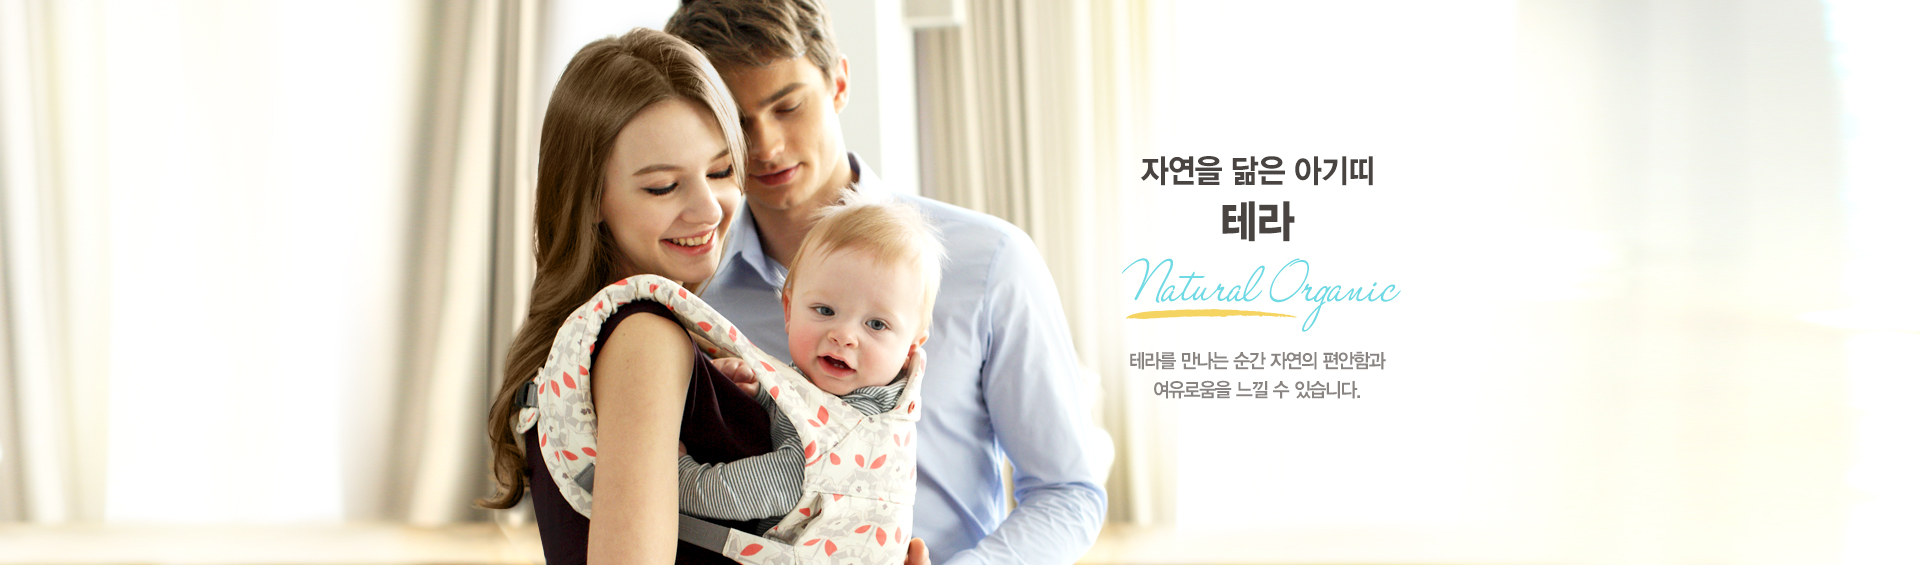 자연을 닮은 아기띠
테라
Natural Organic
테라를 만나는 순간 자연의 편안함과
여유로움을 느낄 수 있습니다.